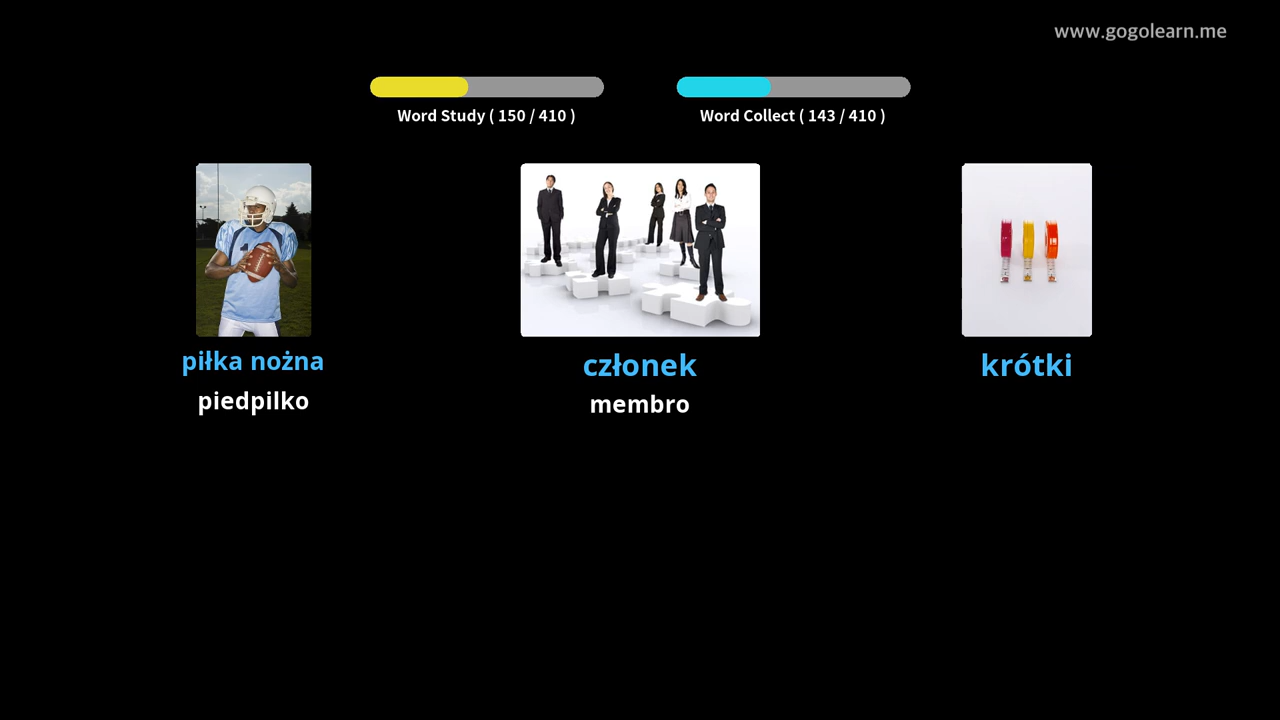 www.gogolearn.me
Word Study ( 150 / 410 )
Word Collect ( 143 / 410 )
piłka nożna
członek
krótki
piedpilko
membro